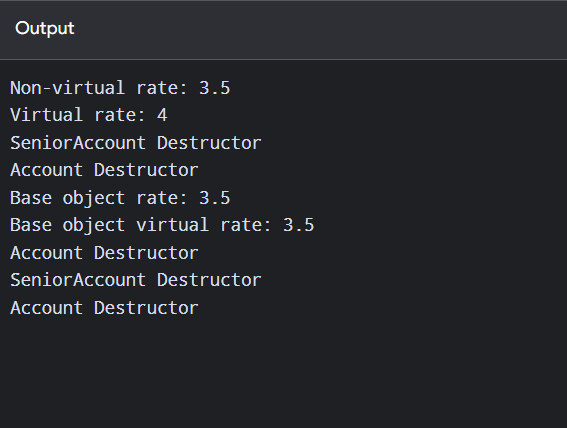 Output
Non-virtual rate: 3.5
Virtual rate: 4
SeniorAccount Destructor
Account Destructor
Base object rate: 3.5
Base object virtual rate: 3.5
Account Destructor
SeniorAccount Destructor
Account Destructor